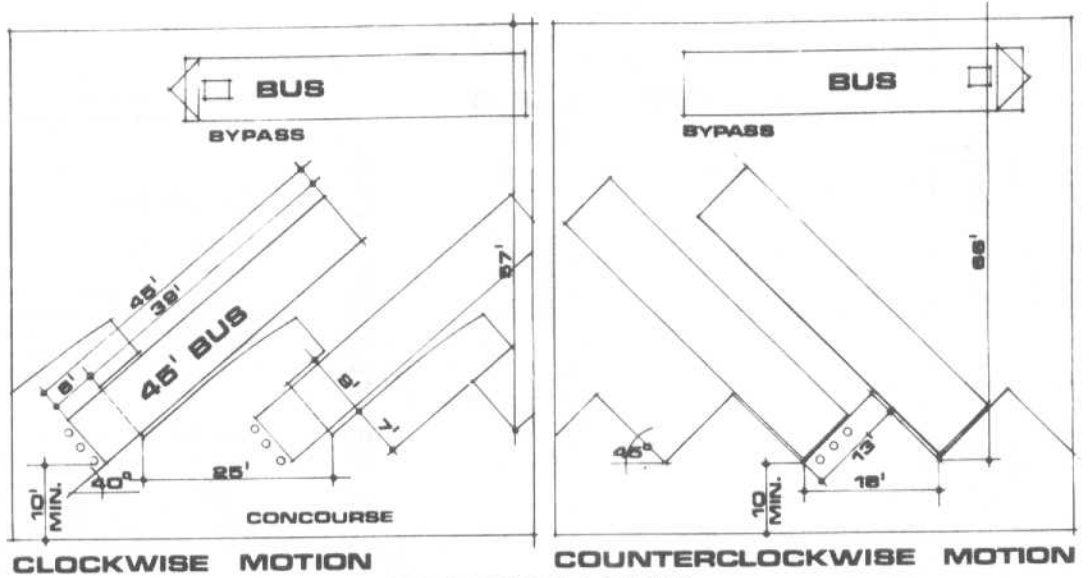 BUS
BYPASS
45'
39'
6'
45' BUS
57'
9'
7'
40°
25'
10'
MIN.
CONCOURSE
CLOCKWISE MOTION
BUS
BYPASS
66'
45°
13'
18'
10
MIN.
COUNTERCLOCKWISE MOTION